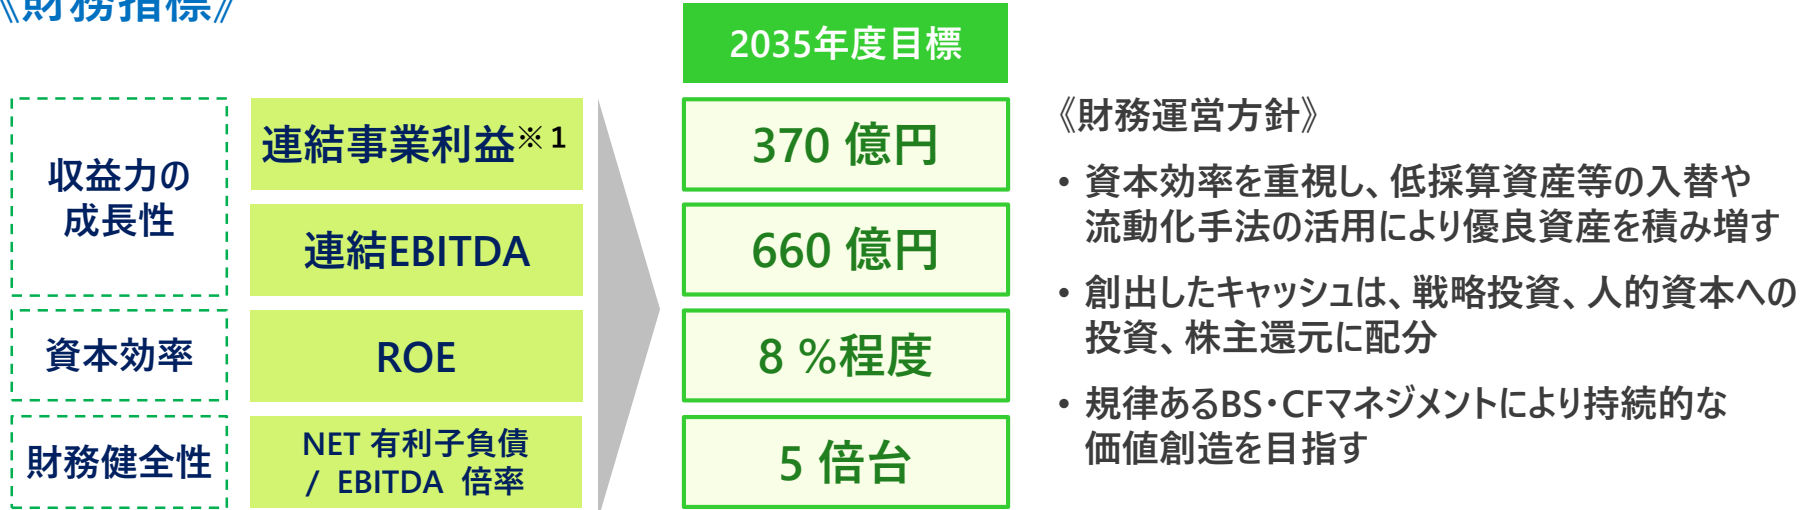 《財務指標》
2035年度目標
収益力の
成長性
連結事業利益※1
370 億円
連結EBITDA
660 億円
資本効率
ROE
8 %程度
財務健全性
NET 有利子負債
/ EBITDA 倍率
5 倍台
《財務運営方針》
• 資本効率を重視し、低採算資産等の入替や
流動化手法の活用により優良資産を積み増す
• 創出したキャッシュは、戦略投資、人的資本への
投資、株主還元に配分
• 規律あるBS・CFマネジメントにより持続的な
価値創造を目指す